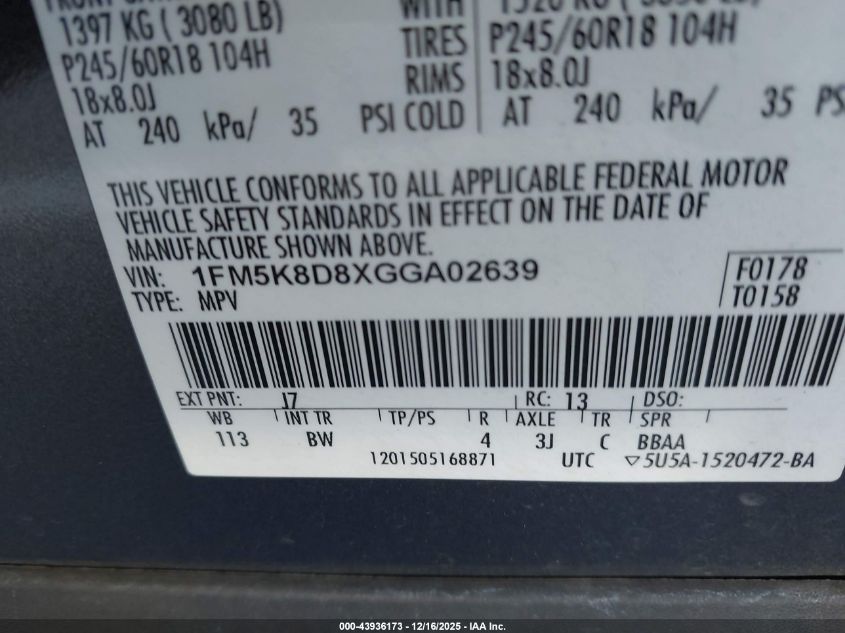 1397 KG ( 3080 LB)
WITH
P245/60R18 104H
TIRES
P245/60R18 104H
18x8.0J
RIMS
18x8.0J
AT 240 kPa/ 35 PSI COLD
AT 240 kPa/ 35 PS
THIS VEHICLE CONFORMS TO ALL APPLICABLE FEDERAL MOTOR
VEHICLE SAFETY STANDARDS IN EFFECT ON THE DATE OF
MANUFACTURE SHOWN ABOVE.
VIN: 1FM5K8D8XGGA02639
F0178
TYPE: MPV
T0158
EXT PNT: J7 RC: 13 DSO:
WB INT TR TP/PS R AXLE TR SPR
113 BW 4 3J C BBAA
1201505168871 UTC ▽5U5A-1520472-BA
000-43936173 - 12/16/2025 - IAA Inc.